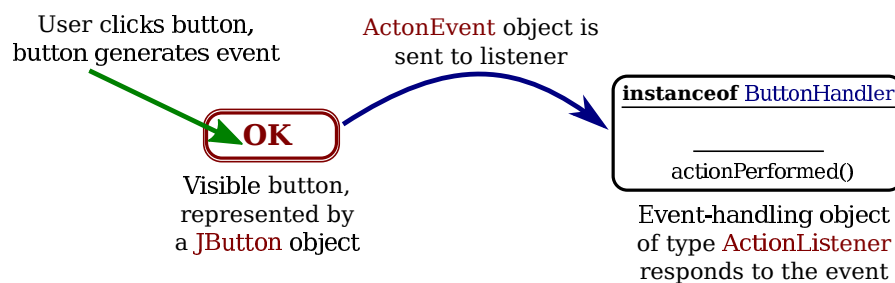 User clicks button,
button generates event
ActonEvent object is
sent to listener
OK
Visible button,
represented by
a JButton object
instanceof ButtonHandler
actionPerformed()
Event-handling object
of type ActionListener
responds to the event